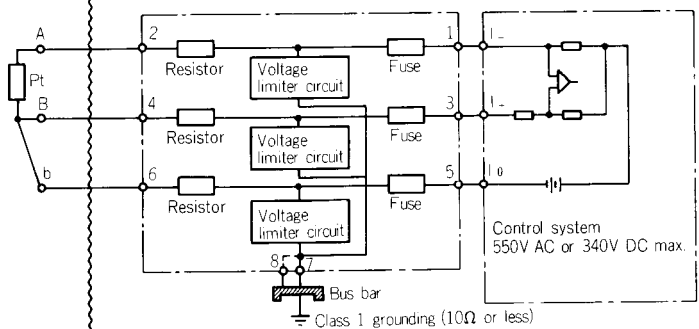 A
2
1
I-
Resistor
Fuse
Voltage
limiter circuit
Pt
B
4
3
I+
Resistor
Fuse
Voltage
limiter circuit
b
6
5
I0
Resistor
Fuse
Voltage
limiter circuit
Control system
550V AC or 340V DC max.
8
7
Bus bar
Class 1 grounding (10Ω or less)